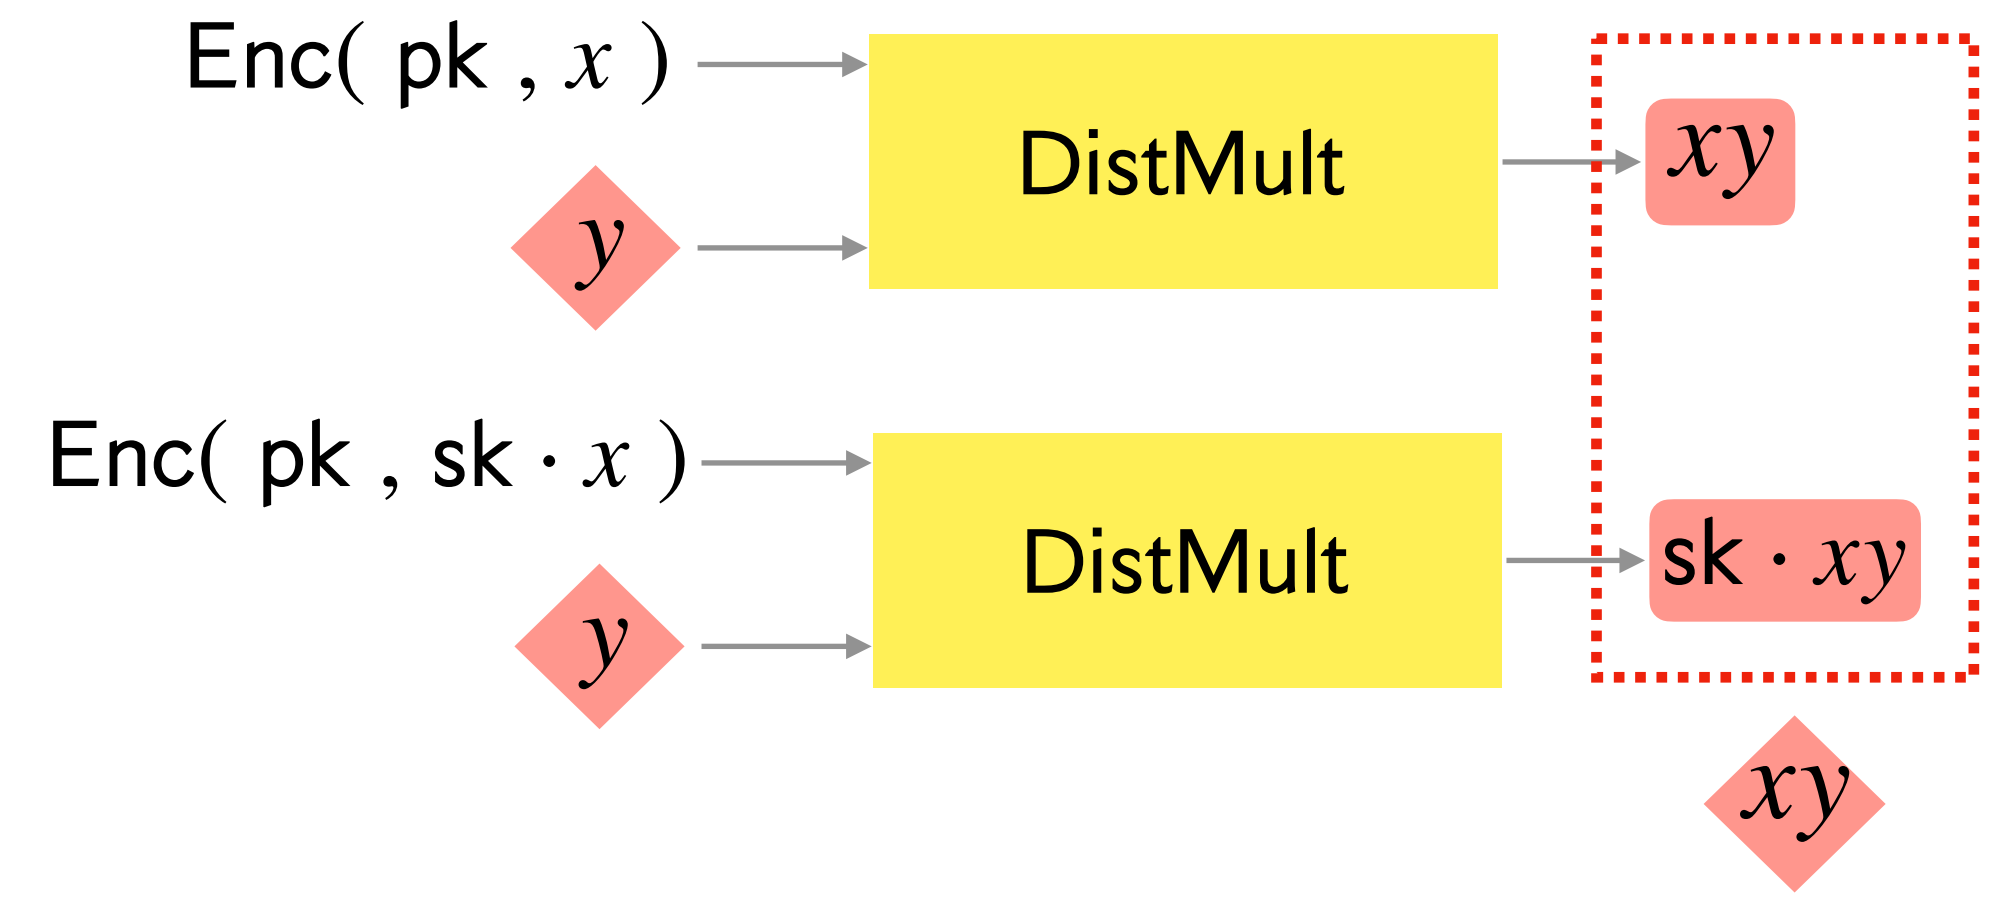 Enc( pk , x )
DistMult
xy
y
Enc( pk , sk · x )
DistMult
sk · xy
y
xy